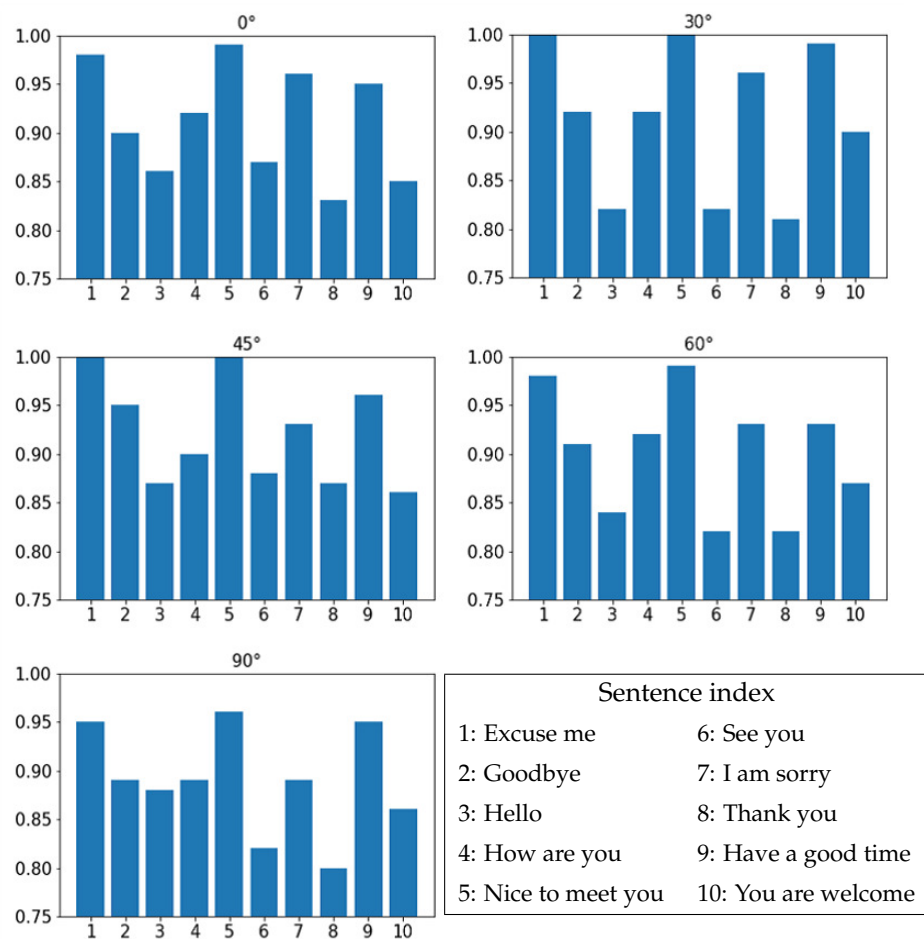 0°
1.00
0.95
0.90
0.85
0.80
0.75
1 2 3 4 5 6 7 8 9 10
30°
1.00
0.95
0.90
0.85
0.80
0.75
1 2 3 4 5 6 7 8 9 10
45°
1.00
0.95
0.90
0.85
0.80
0.75
1 2 3 4 5 6 7 8 9 10
60°
1.00
0.95
0.90
0.85
0.80
0.75
1 2 3 4 5 6 7 8 9 10
90°
1.00
0.95
0.90
0.85
0.80
0.75
1 2 3 4 5 6 7 8 9 10
Sentence index
1: Excuse me
2: Goodbye
3: Hello
4: How are you
5: Nice to meet you
6: See you
7: I am sorry
8: Thank you
9: Have a good time
10: You are welcome